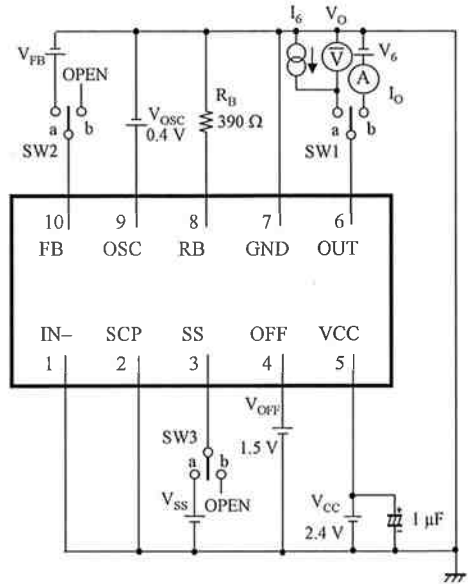 I6 VO
VFB
OPEN
V
V6
A
IO
a b
SW2
VOSC
0.4 V
RB
390 Ω
a b
SW1
10 9 8 7 6
FB OSC RB GND OUT
IN– SCP SS OFF VCC
1 2 3 4 5
SW3
a b
VSS
OPEN
VOFF
1.5 V
VCC
2.4 V
+
–
1 μF